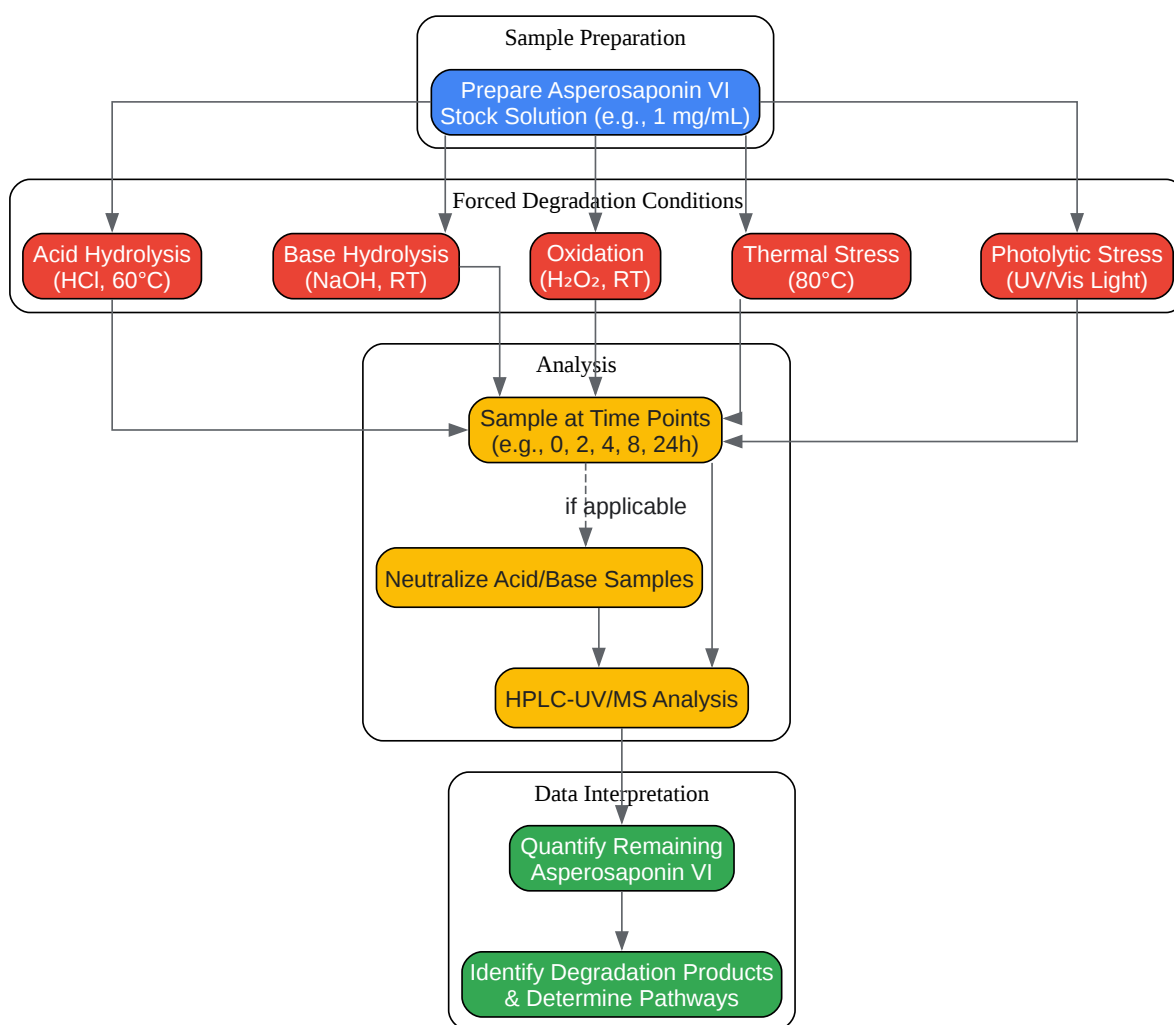 Sample Preparation
Prepare Asperosaponin VI
Stock Solution (e.g., 1 mg/mL)
Forced Degradation Conditions
Acid Hydrolysis
(HCl, 60°C)
Base Hydrolysis
(NaOH, RT)
Oxidation
(H₂O₂, RT)
Thermal Stress
(80°C)
Photolytic Stress
(UV/Vis Light)
Analysis
Sample at Time Points
(e.g., 0, 2, 4, 8, 24h)
if applicable
Neutralize Acid/Base Samples
HPLC-UV/MS Analysis
Data Interpretation
Quantify Remaining
Asperosaponin VI
Identify Degradation Products
& Determine Pathways